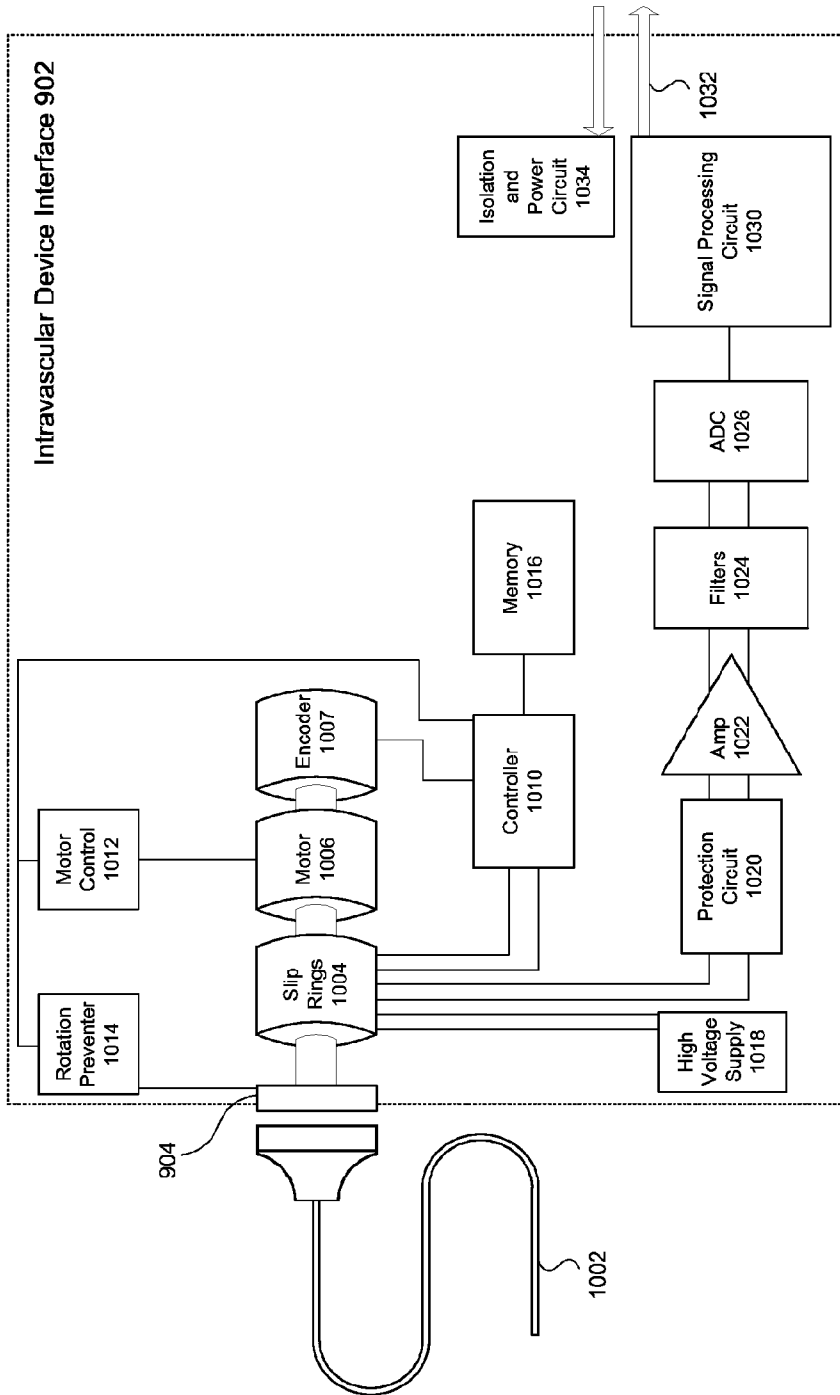 Intravascular Device Interface 902
Rotation
Preventer
1014
Motor
Control
1012
904
Slip
Rings
1004
Motor
1006
Encoder
1007
Controller
1010
Memory
1016
1002
High
Voltage
Supply
1018
Protection
Circuit
1020
Amp
1022
Filters
1024
ADC
1026
Signal Processing
Circuit
1030
Isolation
and
Power
Circuit
1034
1032